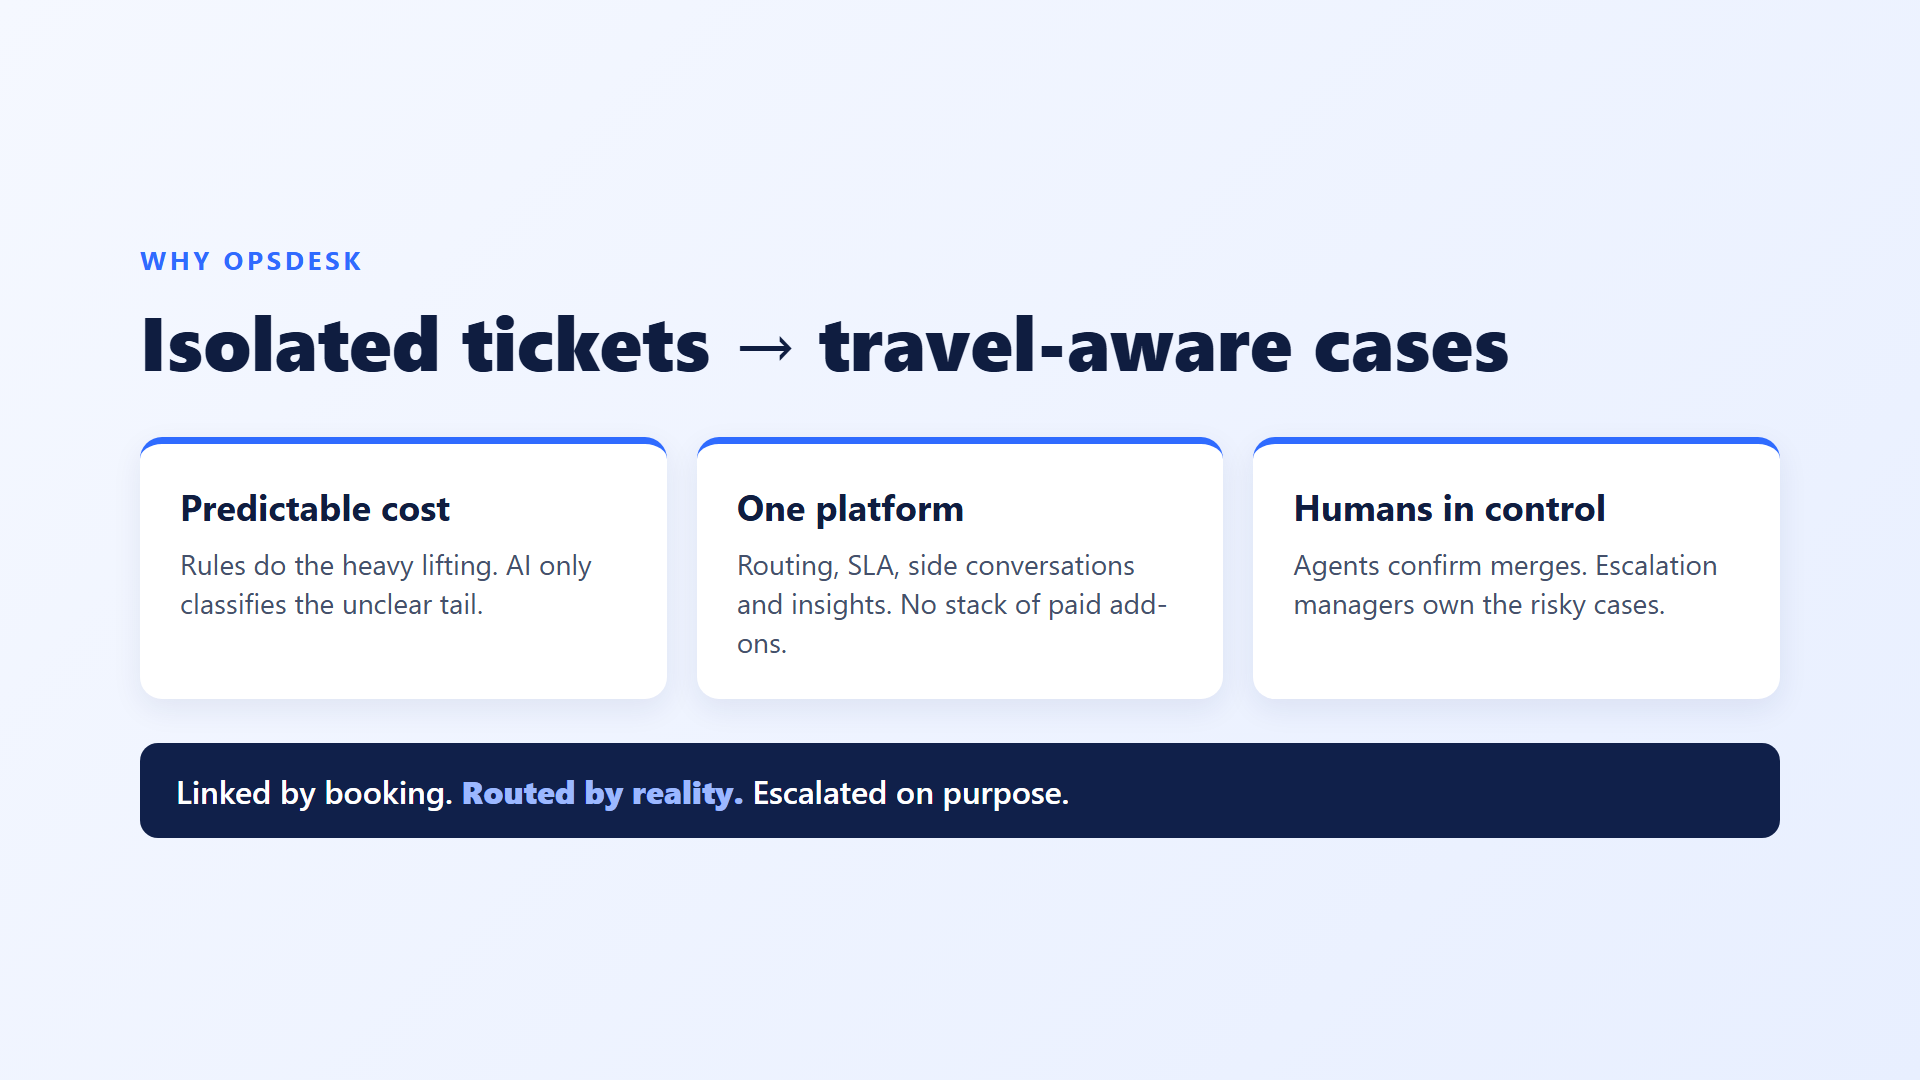 WHY OPSDESK
Isolated tickets → travel-aware cases
Predictable cost
Rules do the heavy lifting. AI only
classifies the unclear tail.
One platform
Routing, SLA, side conversations
and insights. No stack of paid add-
ons.
Humans in control
Agents confirm merges. Escalation
managers own the risky cases.
Linked by booking. Routed by reality. Escalated on purpose.